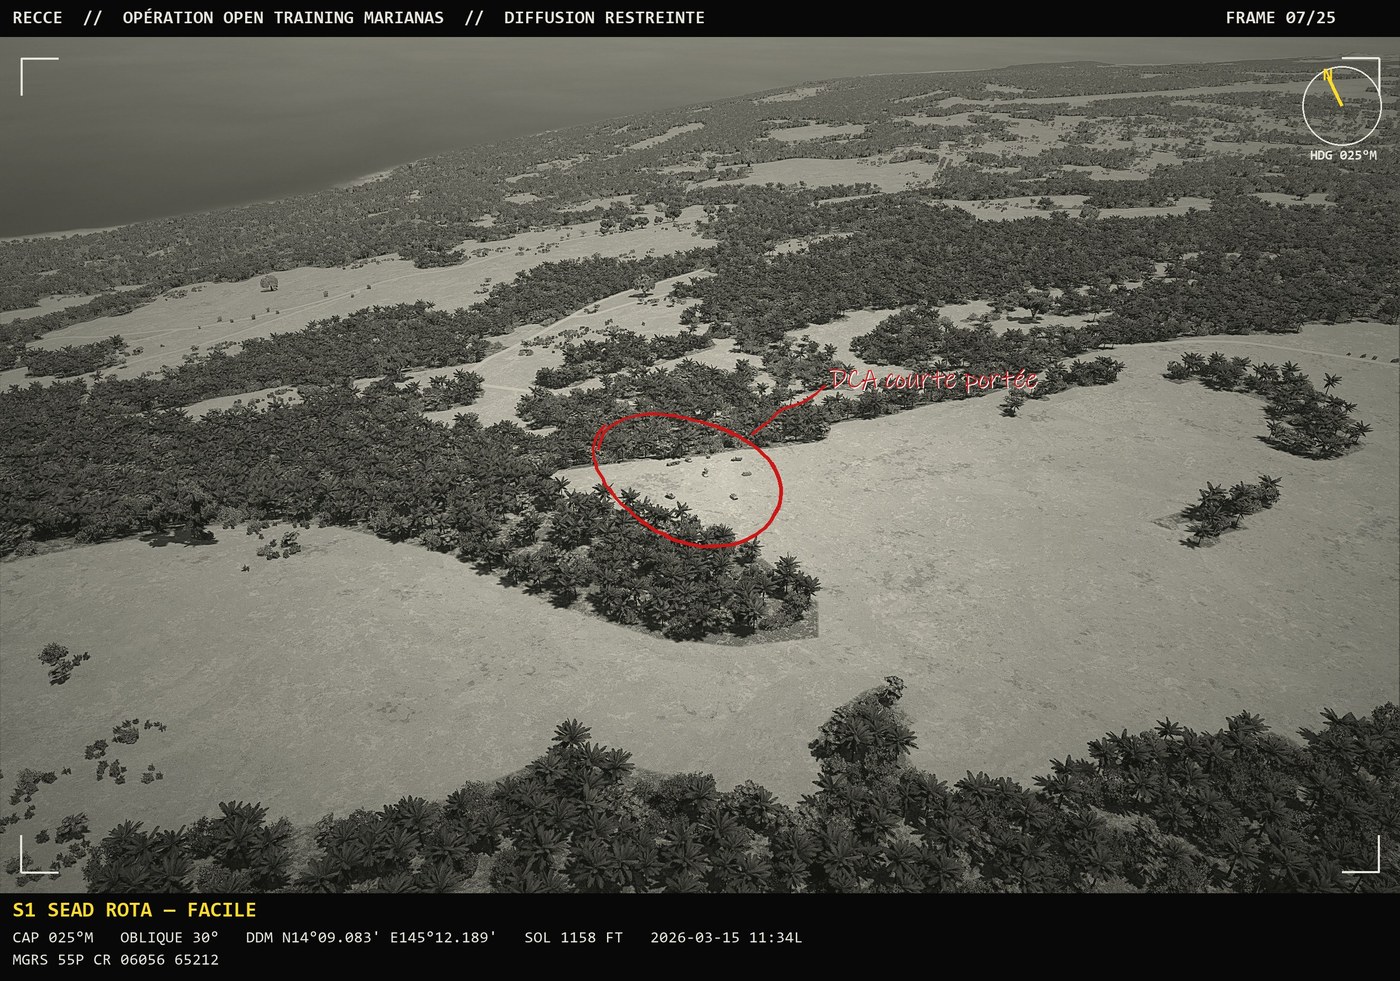 RECCE // OPÉRATION OPEN TRAINING MARIANAS // DIFFUSION RESTREINTE FRAME 07/25
N
HDG 025°M
DCA courte portée
S1 SEAD ROTA — FACILE
CAP 025°M OBLIQUE 30° DDM N14°09.083' E145°12.189' SOL 1158 FT 2026-03-15 11:34L
MGRS 55P CR 06056 65212